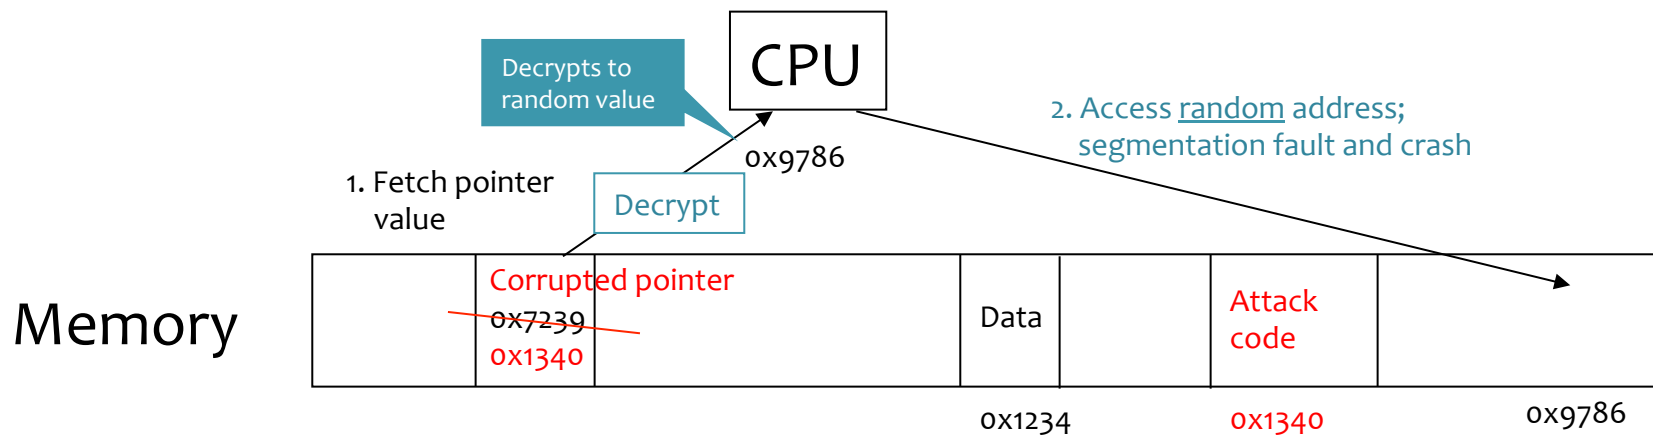 CPU
Decrypts to
random value
2. Access random address;
segmentation fault and crash
0x9786
1. Fetch pointer
value
Decrypt
Memory
Corrupted pointer
0x7239
0x1340
Data
Attack
code
0x1234
0x1340
0x9786